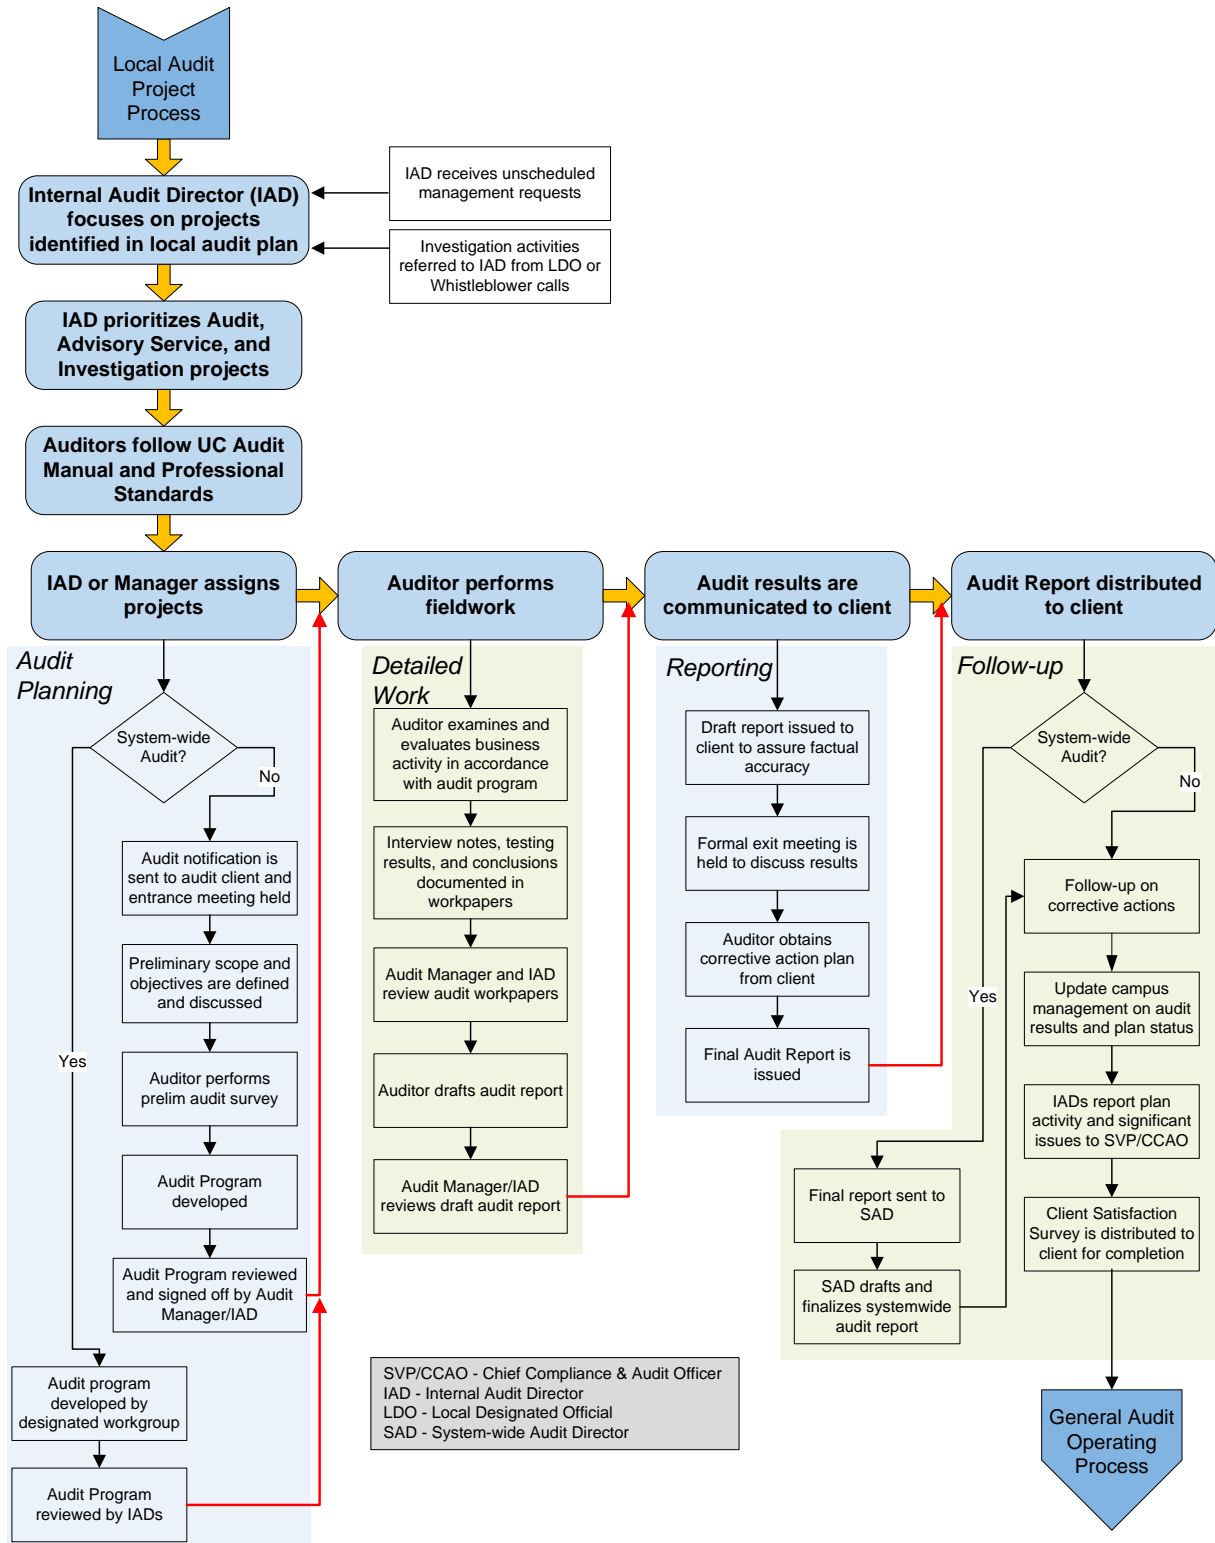 Local Audit
Project
Process
Internal Audit Director (IAD)
focuses on projects
identified in local audit plan
IAD receives unscheduled
management requests
Investigation activities
referred to IAD from LDO or
Whistleblower calls
IAD prioritizes Audit,
Advisory Service, and
Investigation projects
Auditors follow UC Audit
Manual and Professional
Standards
IAD or Manager assigns
projects
Auditor performs
fieldwork
Audit results are
communicated to client
Audit Report distributed
to client
Audit
Planning
System-wide
Audit?
No
Yes
Audit notification is
sent to audit client and
entrance meeting held
Preliminary scope and
objectives are defined
and discussed
Auditor performs
prelim audit survey
Audit Program
developed
Audit Program reviewed
and signed off by Audit
Manager/IAD
Audit program
developed by
designated workgroup
Audit Program
reviewed by IADs
Detailed
Work
Auditor examines and
evaluates business
activity in accordance
with audit program
Interview notes, testing
results, and conclusions
documented in
workpapers
Audit Manager and IAD
review audit workpapers
Auditor drafts audit report
Audit Manager/IAD
reviews draft audit report
Reporting
Draft report issued to
client to assure factual
accuracy
Formal exit meeting is
held to discuss results
Auditor obtains
corrective action plan
from client
Final Audit Report is
issued
Follow-up
System-wide
Audit?
No
Yes
Follow-up on
corrective actions
Update campus
management on audit
results and plan status
IADs report plan
activity and significant
issues to SVP/CCAO
Client Satisfaction
Survey is distributed to
client for completion
Final report sent to
SAD
SAD drafts and
finalizes systemwide
audit report
SVP/CCAO - Chief Compliance & Audit Officer
IAD - Internal Audit Director
LDO - Local Designated Official
SAD - System-wide Audit Director
General Audit
Operating
Process